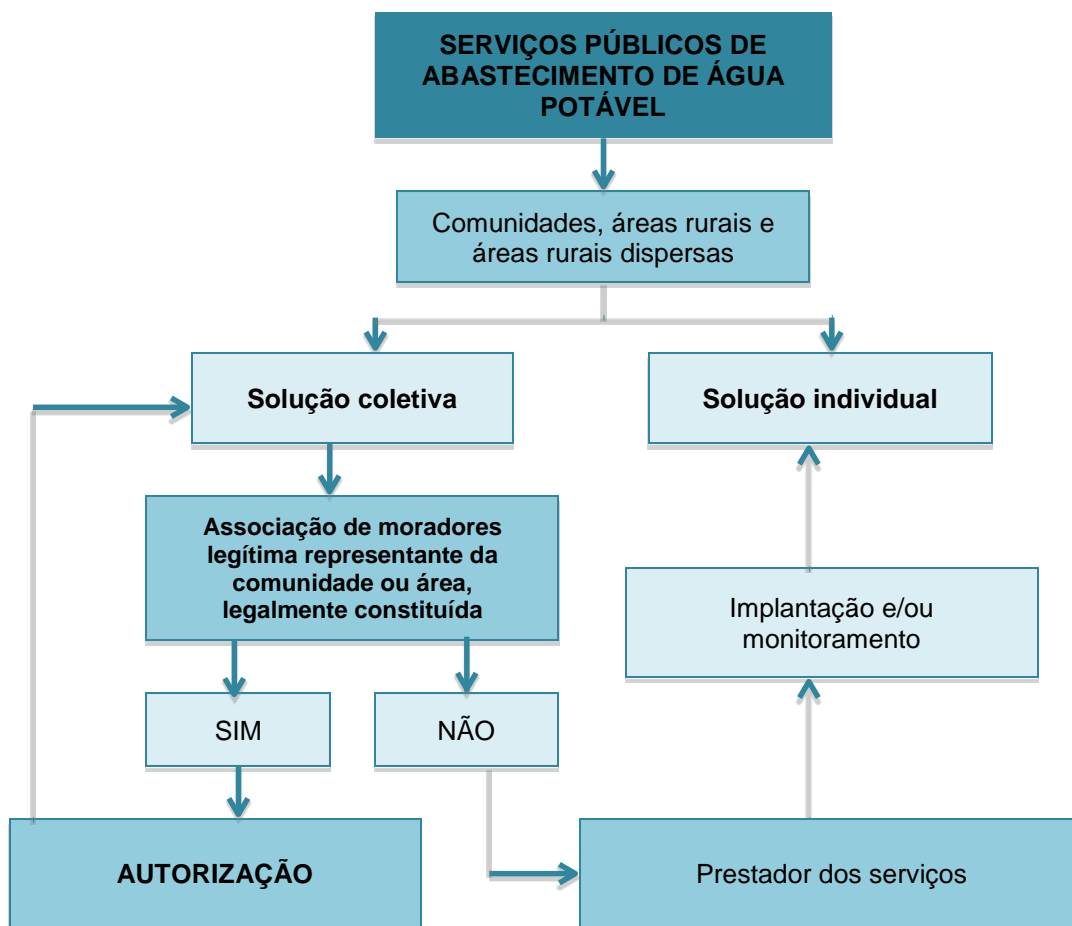 SERVIÇOS PÚBLICOS DE
ABASTECIMENTO DE ÁGUA
POTÁVEL
Comunidades, áreas rurais e
áreas rurais dispersas
Solução coletiva
Solução individual
Associação de moradores
legítima representante da
comunidade ou área,
legalmente constituída
Implantação e/ou
monitoramento
SIM
NÃO
AUTORIZAÇÃO
Prestador dos serviços